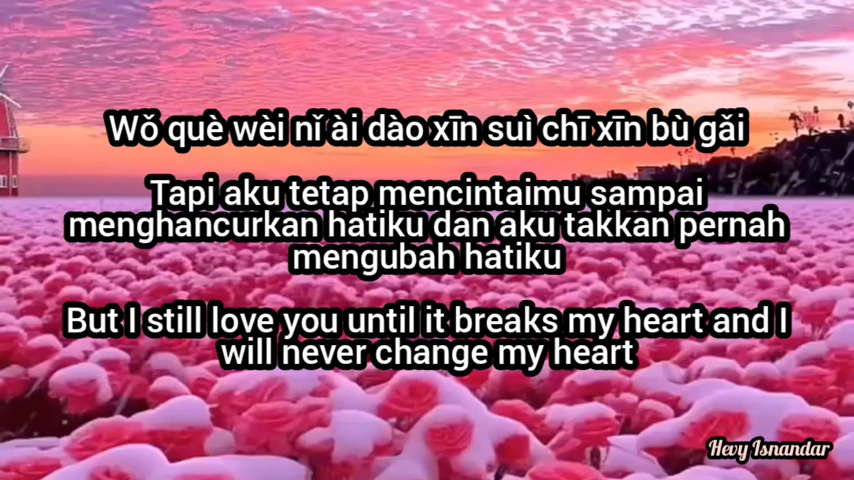 Wǒ què wèi nǐ ài dào xīn suì chī xīn bù gǎi
Tapi aku tetap mencintaimu sampai
menghancurkan hatiku dan aku takkan pernah
mengubah hatiku
But I still love you until it breaks my heart and I
will never change my heart
Hevy Isnandar